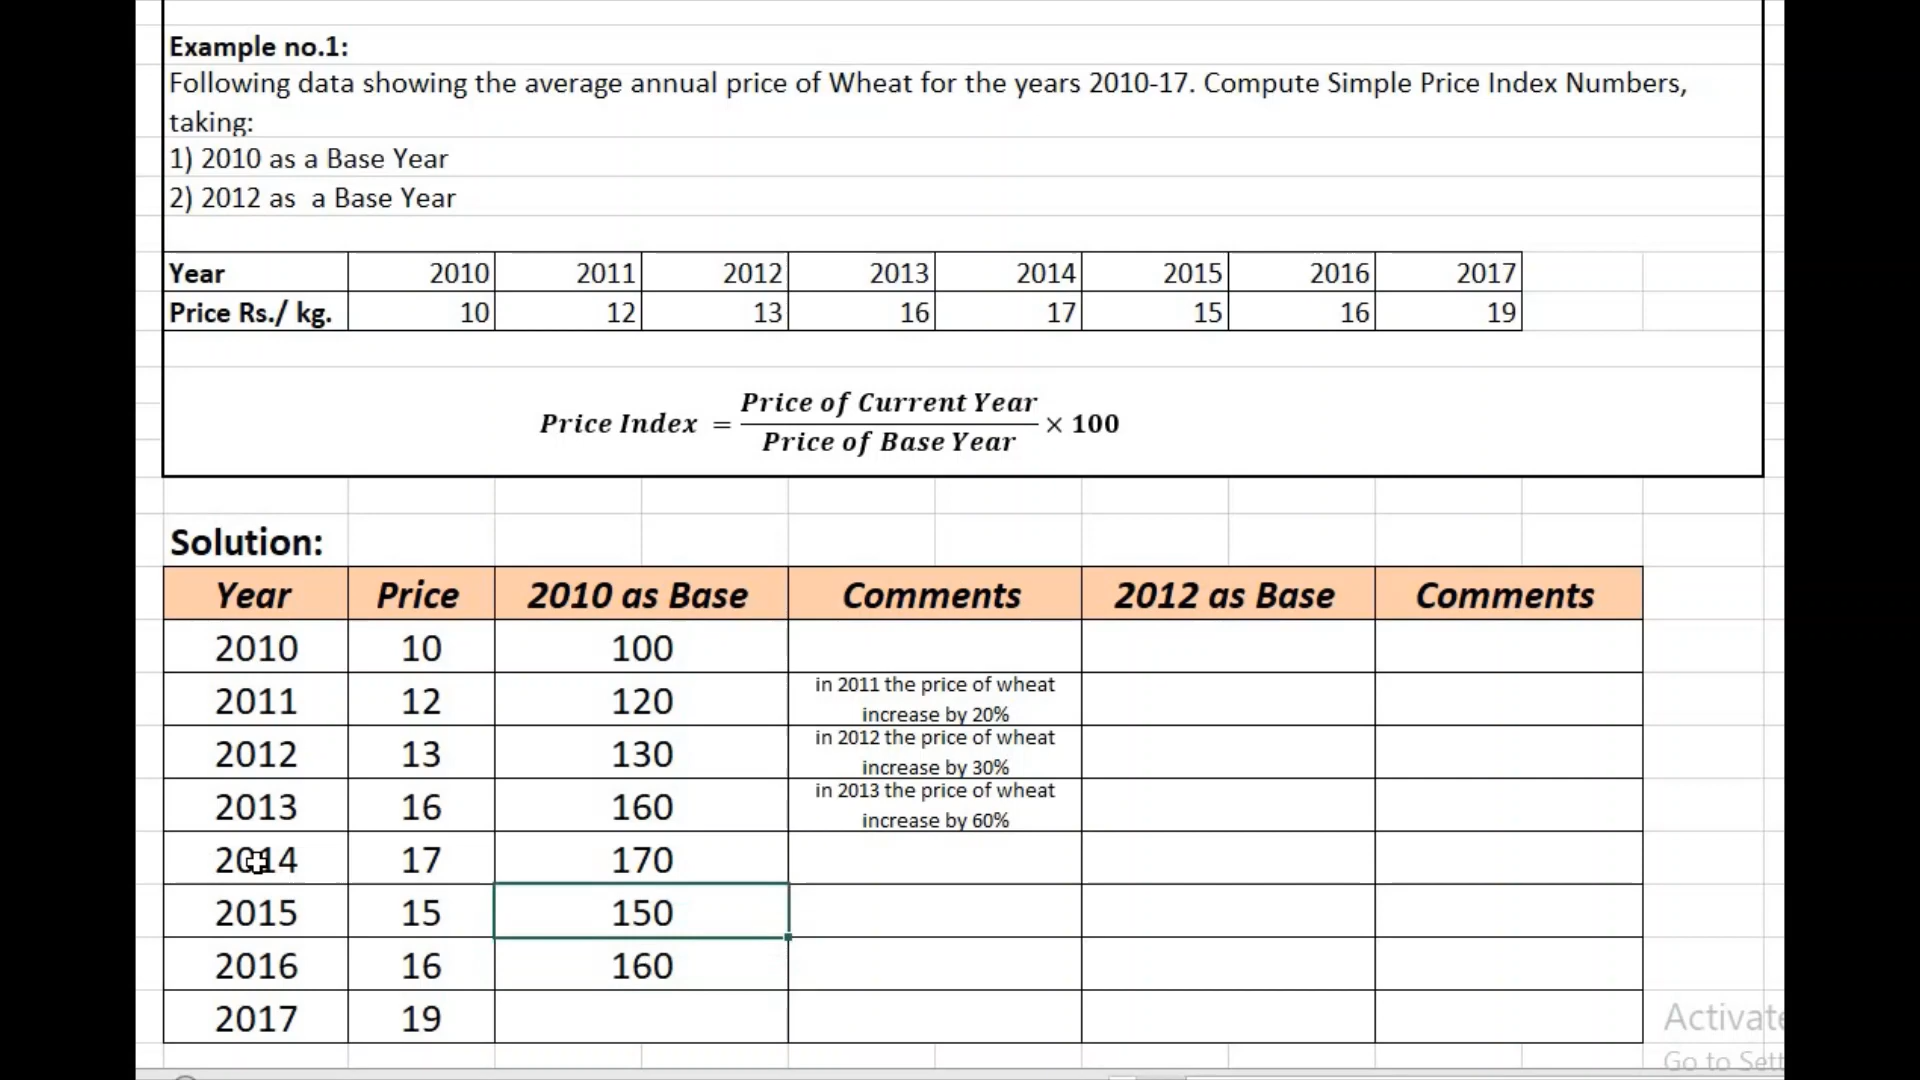 Example no.1:
Following data showing the average annual price of Wheat for the years 2010-17. Compute Simple Price Index Numbers,
taking:
1) 2010 as a Base Year
2) 2012 as  a Base Year
Year 2010 2011 2012 2013 2014 2015 2016 2017
Price Rs./ kg. 10 12 13 16 17 15 16 19
Price Index = Price of Current Year / Price of Base Year × 100
Solution:
Year Price 2010 as Base Comments 2012 as Base Comments
2010 10 100
2011 12 120 in 2011 the price of wheat
increase by 20%
2012 13 130 in 2012 the price of wheat
increase by 30%
2013 16 160 in 2013 the price of wheat
increase by 60%
2014 17 170
2015 15 150
2016 16 160
2017 19
Activate
Go to Sett